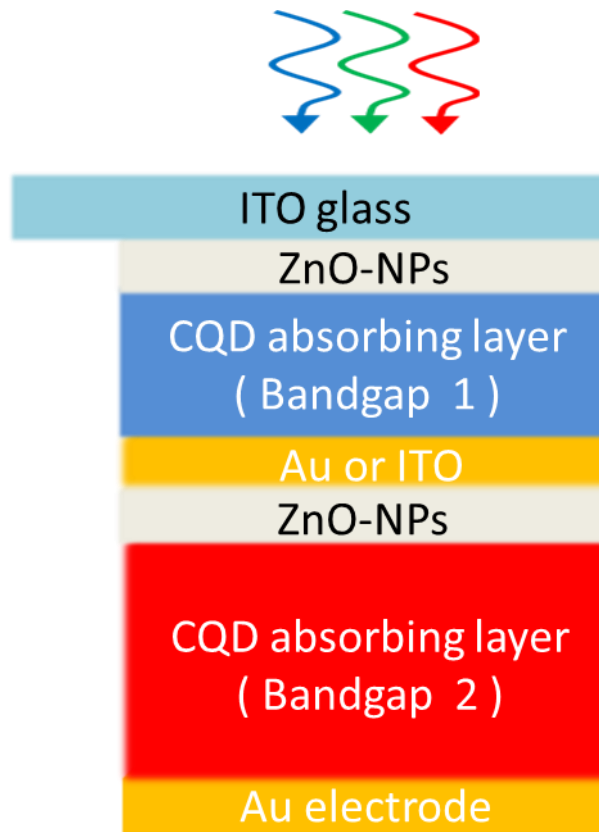 ITO glass
ZnO-NPs
CQD absorbing layer
( Bandgap 1 )
Au or ITO
ZnO-NPs
CQD absorbing layer
( Bandgap 2 )
Au electrode